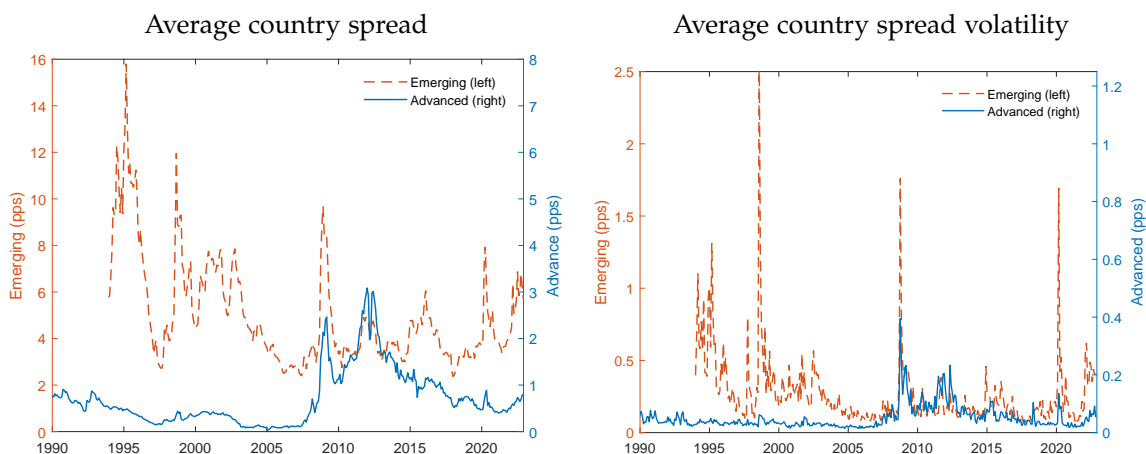 Average country spread
16
14
12
10
8
6
4
2
0
Emerging (pps)
Emerging (left)
Advanced (right)
8
7
6
5
4
3
2
1
0
Advance (pps)
1990 1995 2000 2005 2010 2015 2020
Average country spread volatility
2.5
2
1.5
1
0.5
0
Emerging (pps)
Emerging (left)
Advanced (right)
1.2
1
0.8
0.6
0.4
0.2
0
Advanced (pps)
1990 1995 2000 2005 2010 2015 2020